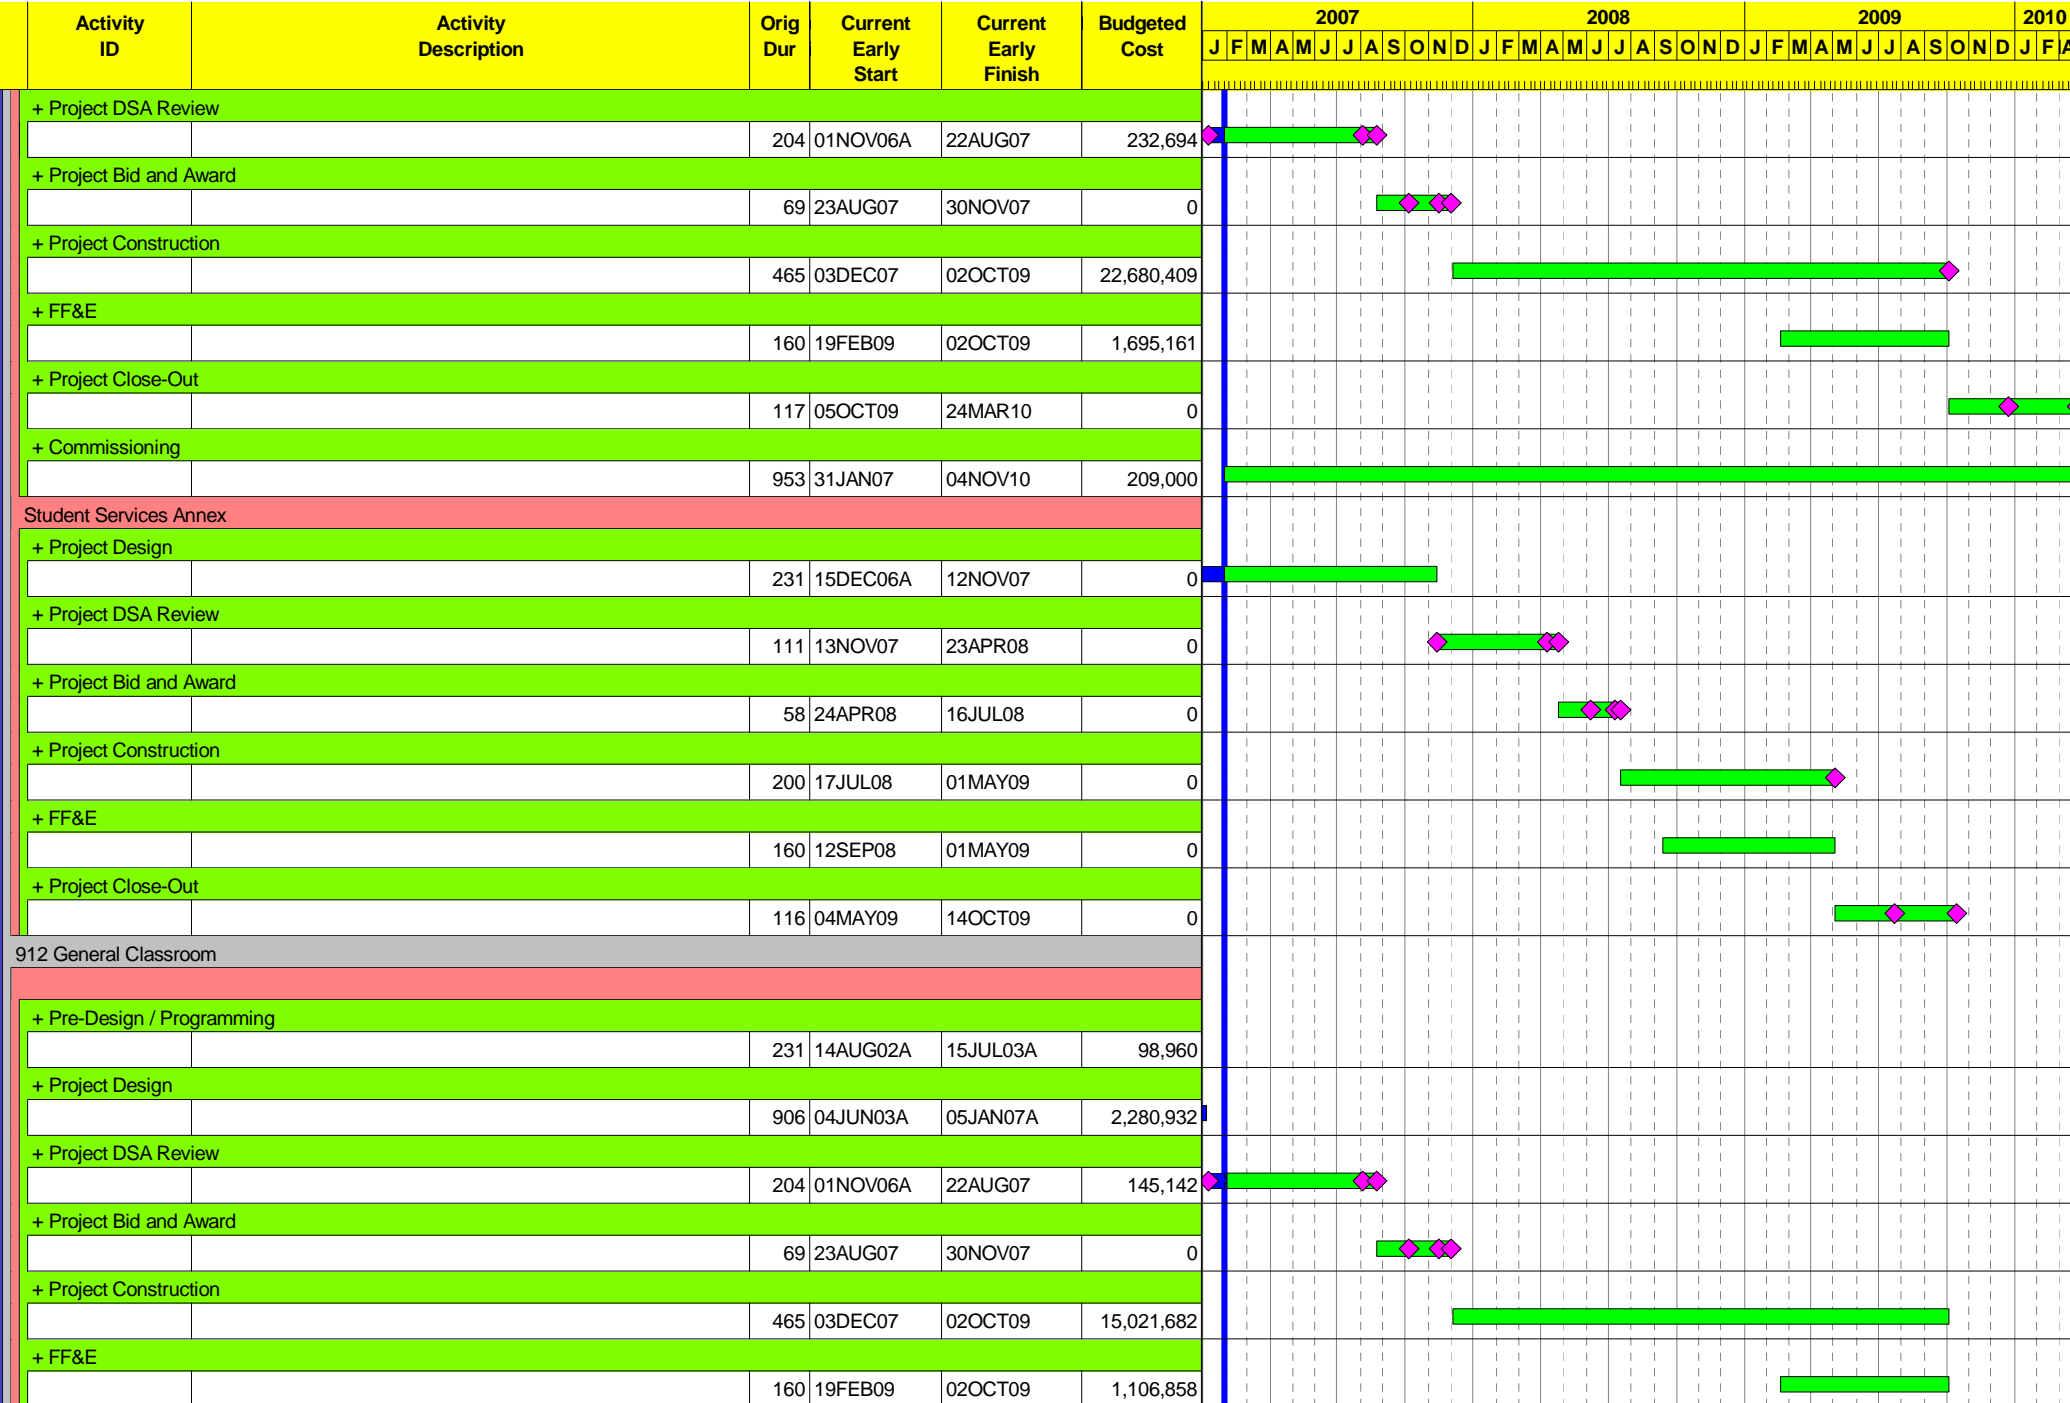 Activity Activity Orig Current Current Budgeted 2007 2008 2009 2010
ID Description Dur Early Early Cost J F M A M J J A S O N D J F M A M J J A S O N D J F M A M J J A S O N D J F
Start Finish
+ Project DSA Review
204 01NOV06A 22AUG07 232,694
+ Project Bid and Award
69 23AUG07 30NOV07 0
+ Project Construction
465 03DEC07 02OCT09 22,680,409
+ FF&E
160 19FEB09 02OCT09 1,695,161
+ Project Close-Out
117 05OCT09 24MAR10 0
+ Commissioning
953 31JAN07 04NOV10 209,000
Student Services Annex
+ Project Design
231 15DEC06A 12NOV07 0
+ Project DSA Review
111 13NOV07 23APR08 0
+ Project Bid and Award
58 24APR08 16JUL08 0
+ Project Construction
200 17JUL08 01MAY09 0
+ FF&E
160 12SEP08 01MAY09 0
+ Project Close-Out
116 04MAY09 14OCT09 0
912 General Classroom
+ Pre-Design / Programming
231 14AUG02A 15JUL03A 98,960
+ Project Design
906 04JUN03A 05JAN07A 2,280,932
+ Project DSA Review
204 01NOV06A 22AUG07 145,142
+ Project Bid and Award
69 23AUG07 30NOV07 0
+ Project Construction
465 03DEC07 02OCT09 15,021,682
+ FF&E
160 19FEB09 02OCT09 1,106,858